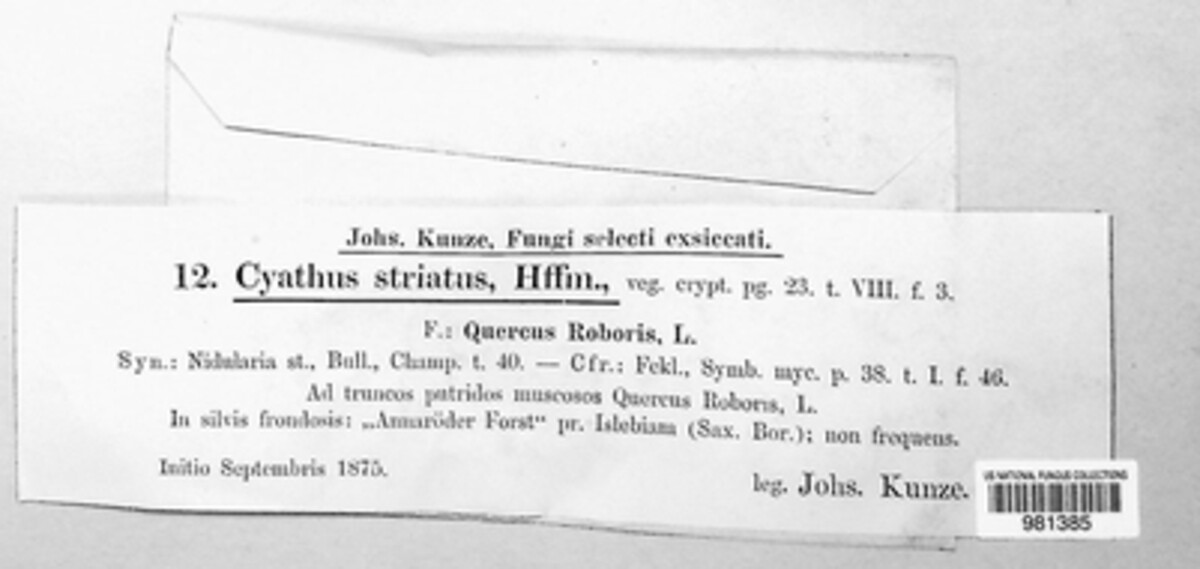 Johs. Kunze, Fungi selecti exsiccati.
12. Cyathus striatus, Hffm., veg. crypt. pg. 23. t. VIII. f. 3.
F.: Quercus Roboris, L.
Syn.: Nidularia st., Bull., Champ. t. 40. — Cfr.: Fckl., Symb. myc. p. 38. t. I. f. 46.
Ad truncos putridos muscosos Quercus Roboris, L.
In silvis frondosis: „Annaröder Forst“ pr. Islebiam (Sax. Bor.); non frequens.
Initio Septembris 1875.
leg. Johs. Kunze.
US NATIONAL FUNGUS COLLECTIONS
981385